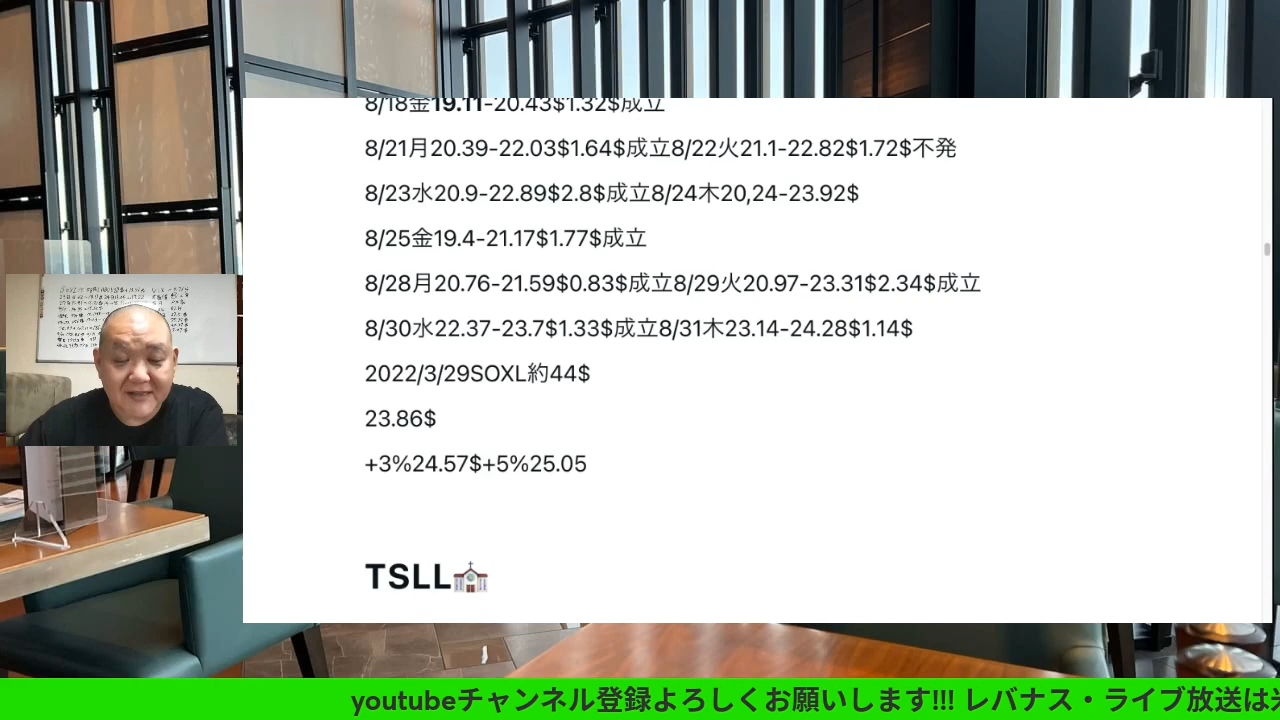 8/18金19.11-20.43$1.32$成立
8/21月20.39-22.03$1.64$成立8/22火21.1-22.82$1.72$不発
8/23水20.9-22.89$2.8$成立8/24木20,24-23.92$
8/25金19.4-21.17$1.77$成立
8/28月20.76-21.59$0.83$成立8/29火20.97-23.31$2.34$成立
8/30水22.37-23.7$1.33$成立8/31木23.14-24.28$1.14$
2022/3/29SOXL約44$
23.86$
+3%24.57$+5%25.05
TSLL⛪
youtubeチャンネル登録よろしくお願いします!!! レバナス・ライブ放送は